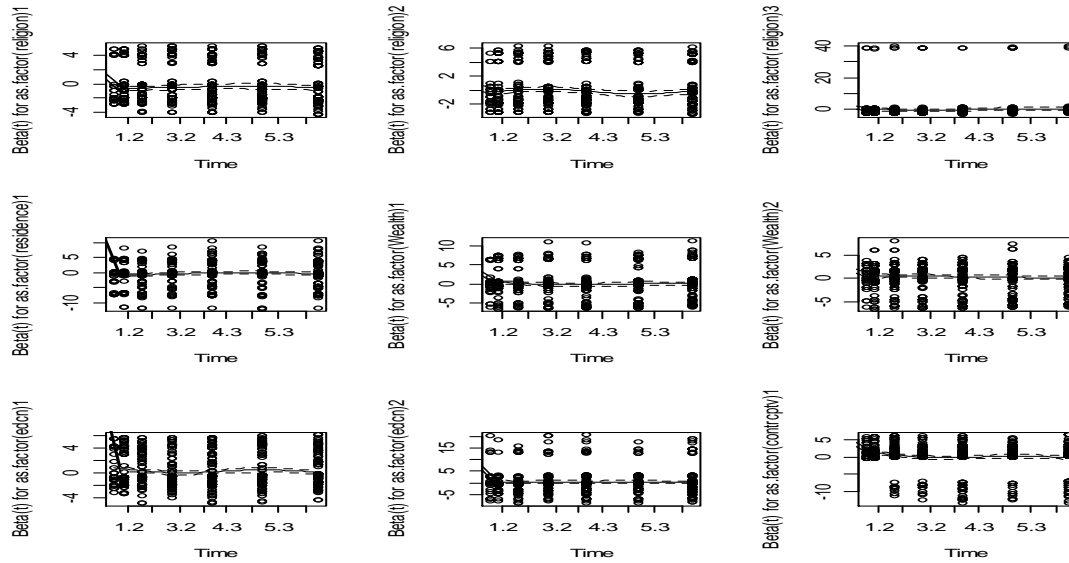 Beta(t) for as.factor(religion)1
4
0
-4
1.2 3.2 4.3 5.3
Time
Beta(t) for as.factor(religion)2
6
2
-2
1.2 3.2 4.3 5.3
Time
Beta(t) for as.factor(religion)3
40
20
0
1.2 3.2 4.3 5.3
Time
Beta(t) for as.factor(residence)1
0 5
-10
1.2 3.2 4.3 5.3
Time
Beta(t) for as.factor(Wealth)1
10
5
0
-5
1.2 3.2 4.3 5.3
Time
Beta(t) for as.factor(Wealth)2
5
0
-5
1.2 3.2 4.3 5.3
Time
Beta(t) for as.factor(edcn)1
4
0
-4
1.2 3.2 4.3 5.3
Time
Beta(t) for as.factor(edcn)2
15
5
-5
1.2 3.2 4.3 5.3
Time
Beta(t) for as.factor(contrcptv)1
5
0
-10
1.2 3.2 4.3 5.3
Time